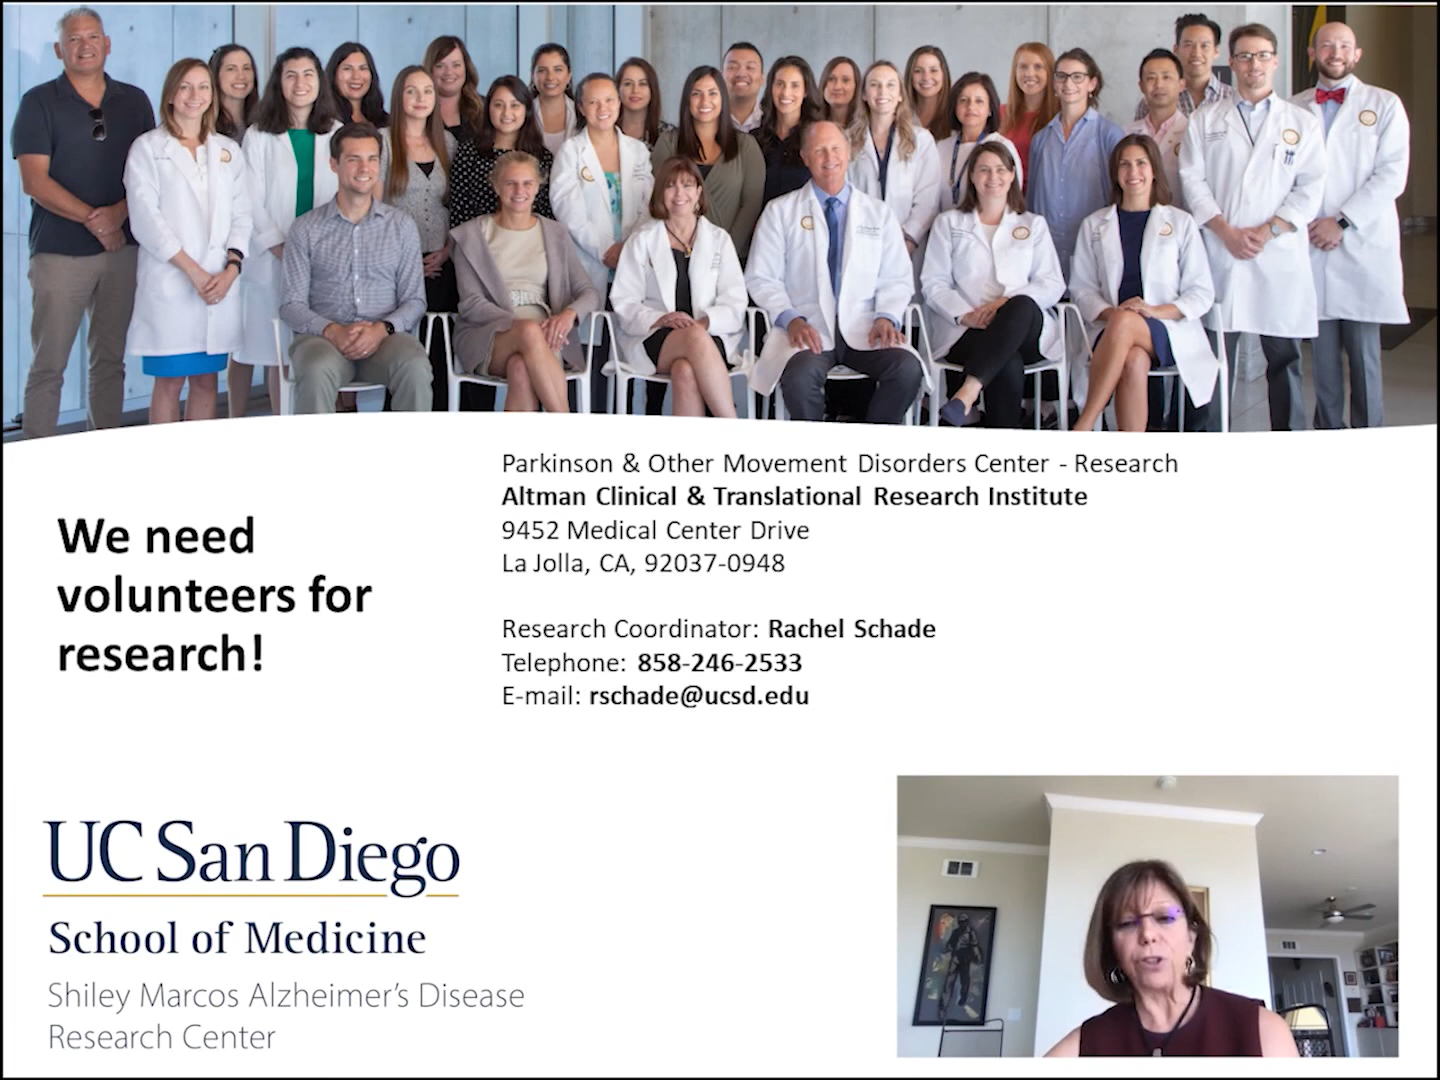 Parkinson & Other Movement Disorders Center - Research
Altman Clinical & Translational Research Institute
9452 Medical Center Drive
La Jolla, CA, 92037-0948
We need
volunteers for
research!
Research Coordinator: Rachel Schade
Telephone: 858-246-2533
E-mail: rschade@ucsd.edu
UC San Diego
School of Medicine
Shiley Marcos Alzheimer's Disease
Research Center